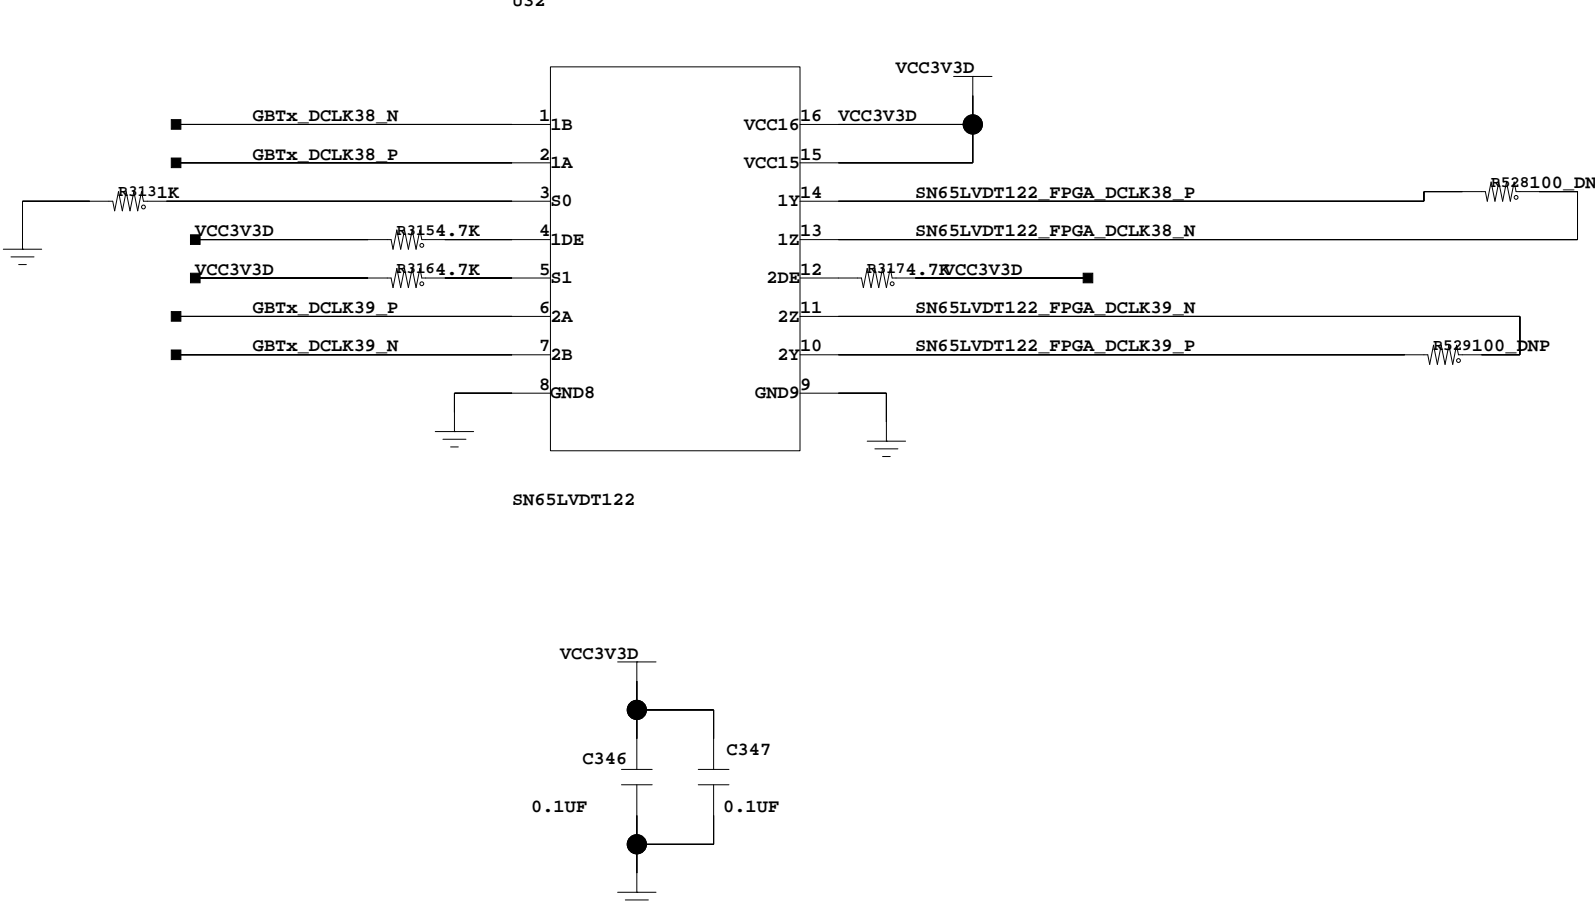 U32
VCC3V3D
GBTx_DCLK38_N 1 1B VCC16 16 VCC3V3D
GBTx_DCLK38_P 2 1A VCC15 15
R313 1K 3 S0 1Y 14 SN65LVDT122_FPGA_DCLK38_P R528 100_DN
VCC3V3D R315 4.7K 4 1DE 1Z 13 SN65LVDT122_FPGA_DCLK38_N
VCC3V3D R316 4.7K 5 S1 2DE 12 R317 4.7K VCC3V3D
GBTx_DCLK39_P 6 2A 2Z 11 SN65LVDT122_FPGA_DCLK39_N
GBTx_DCLK39_N 7 2B 2Y 10 SN65LVDT122_FPGA_DCLK39_P R529 100_DNP
8 GND8 GND9 9
SN65LVDT122
VCC3V3D
C346 C347
0.1UF 0.1UF